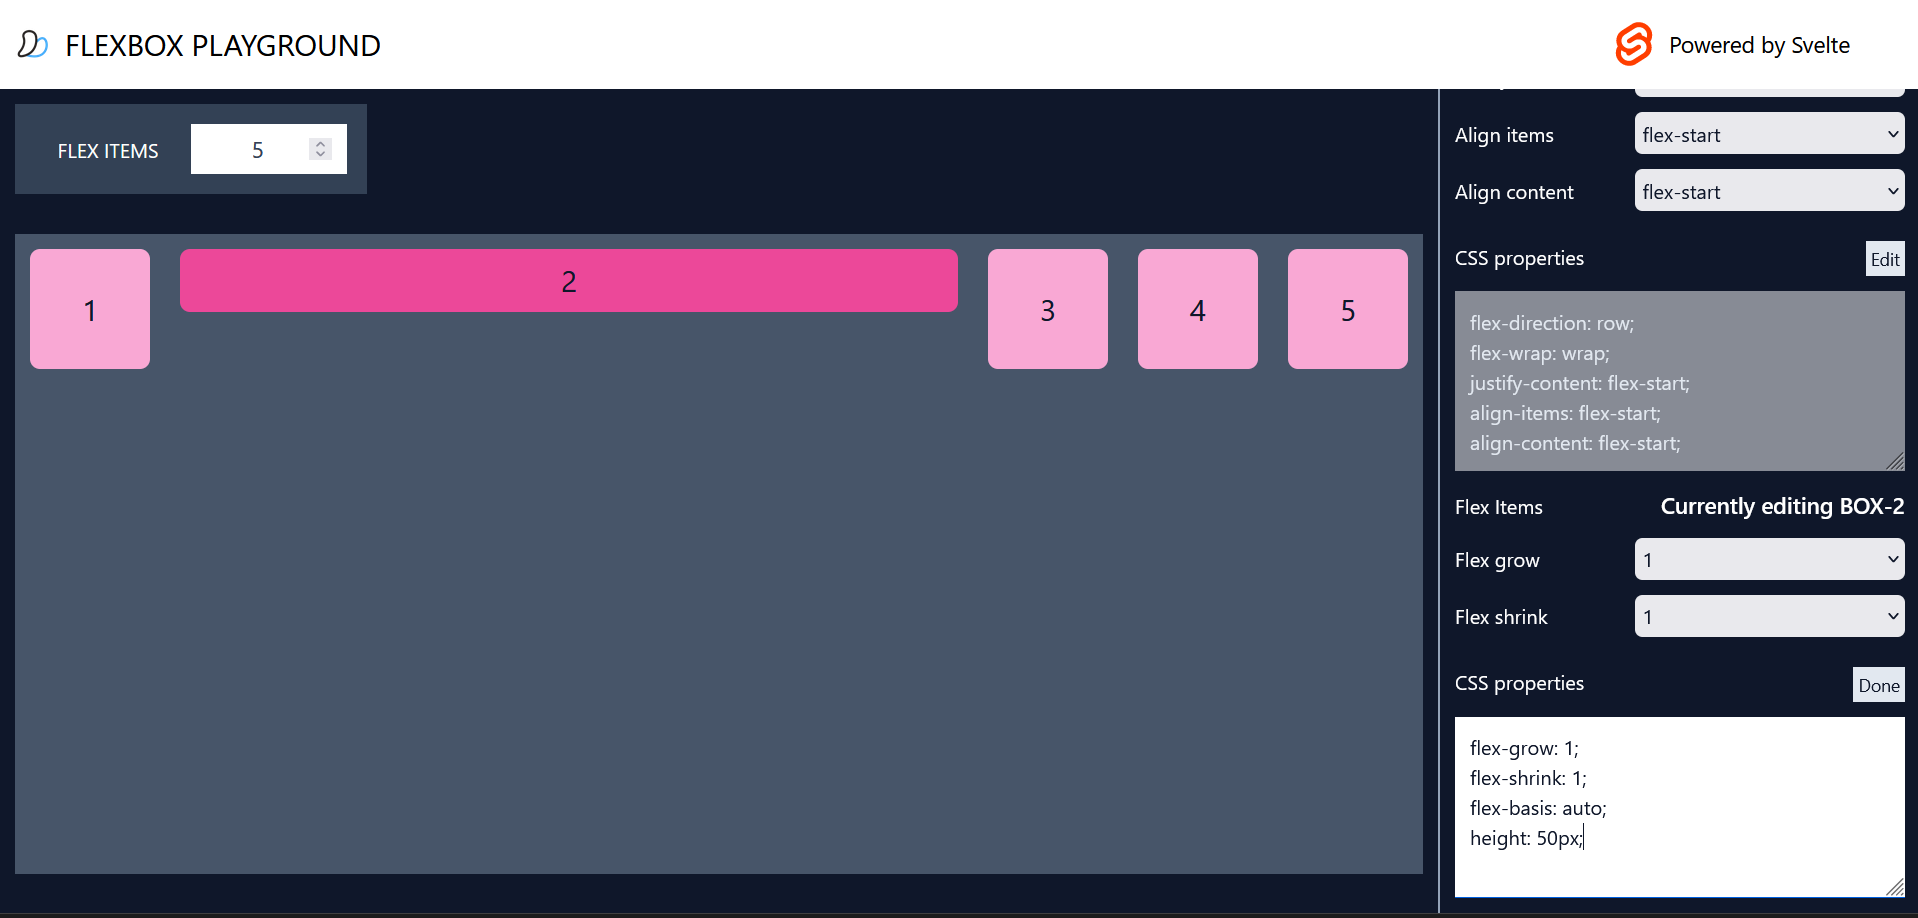 FLEXBOX PLAYGROUND
Powered by Svelte
FLEX ITEMS
5
1
2
3
4
5
Align items
flex-start
Align content
flex-start
CSS properties
Edit
flex-direction: row;
flex-wrap: wrap;
justify-content: flex-start;
align-items: flex-start;
align-content: flex-start;
Flex Items
Currently editing BOX-2
Flex grow
1
Flex shrink
1
CSS properties
Done
flex-grow: 1;
flex-shrink: 1;
flex-basis: auto;
height: 50px;